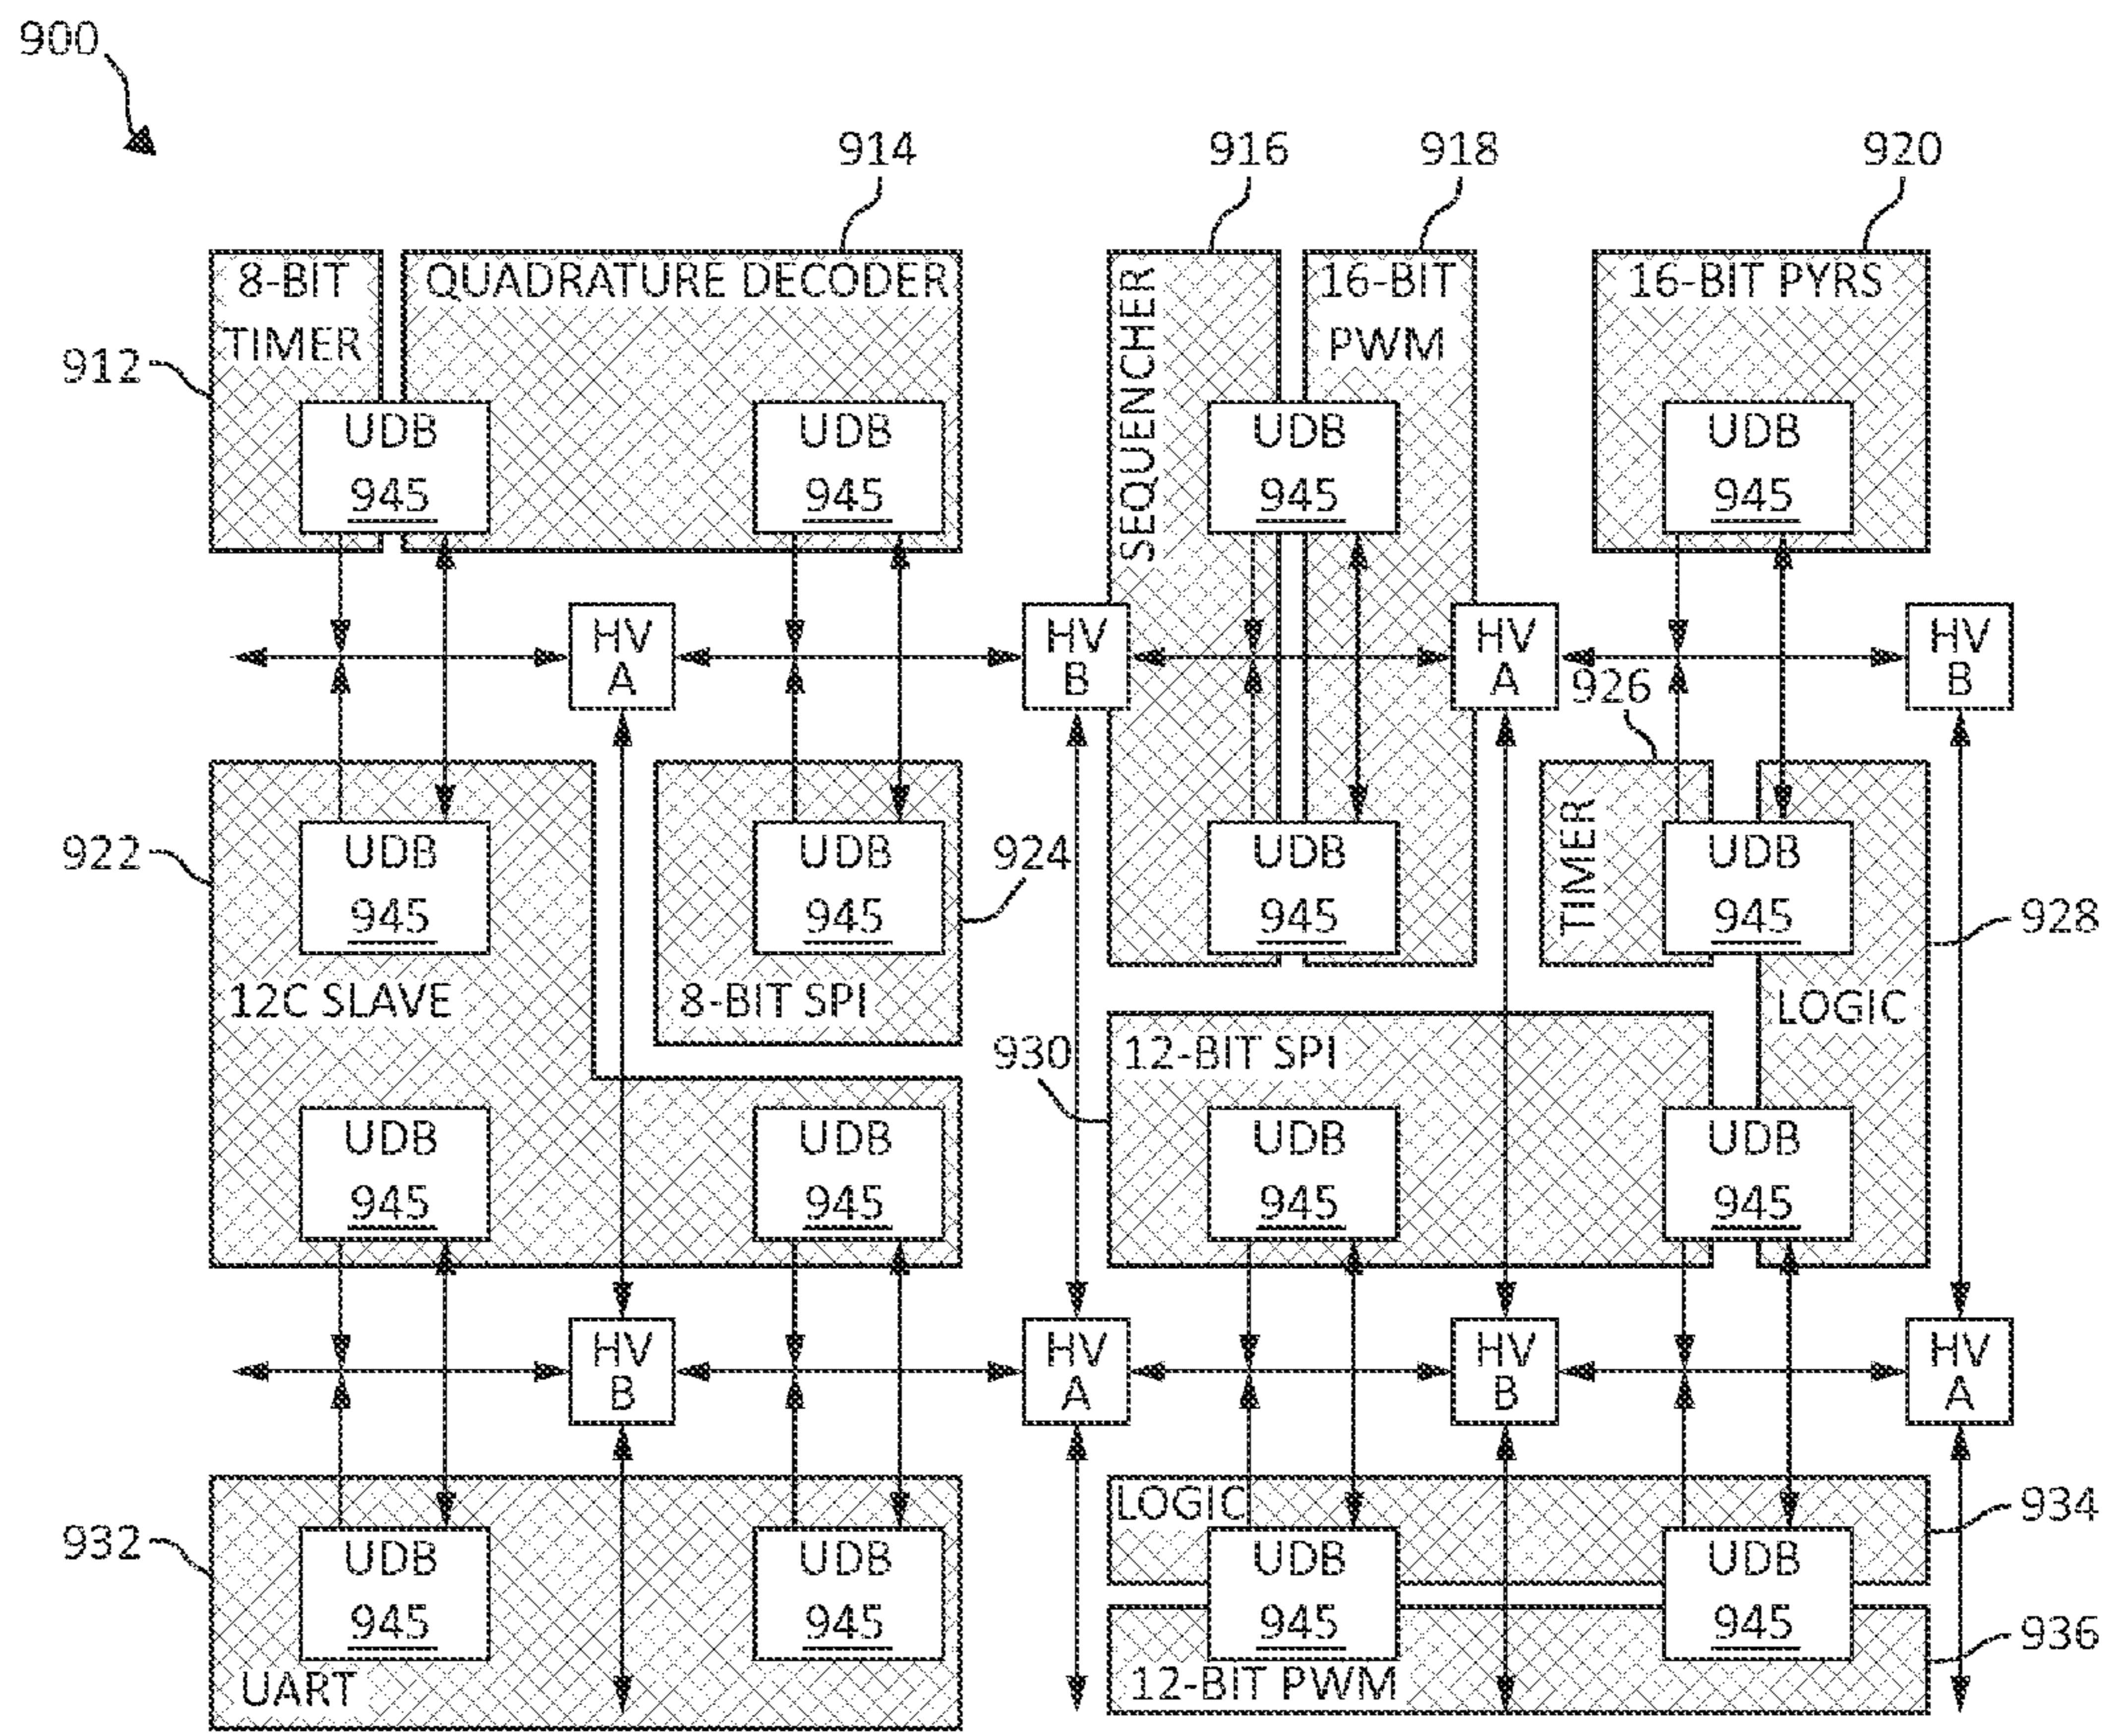 900
914
916
918
920
8-BIT
TIMER
QUADRATURE DECODER
SEQUENCHER
16-BIT
PWM
16-BIT PYRS
912
UDB
945
UDB
945
UDB
945
UDB
945
HV
A
HV
B
HV
A
HV
B
926
922
UDB
945
UDB
945
924
UDB
945
TIMER
UDB
945
928
12C SLAVE
8-BIT SPI
LOGIC
930
12-BIT SPI
UDB
945
UDB
945
UDB
945
UDB
945
HV
B
HV
A
HV
B
HV
A
LOGIC
934
932
UDB
945
UDB
945
UDB
945
UDB
945
936
UART
12-BIT PWM